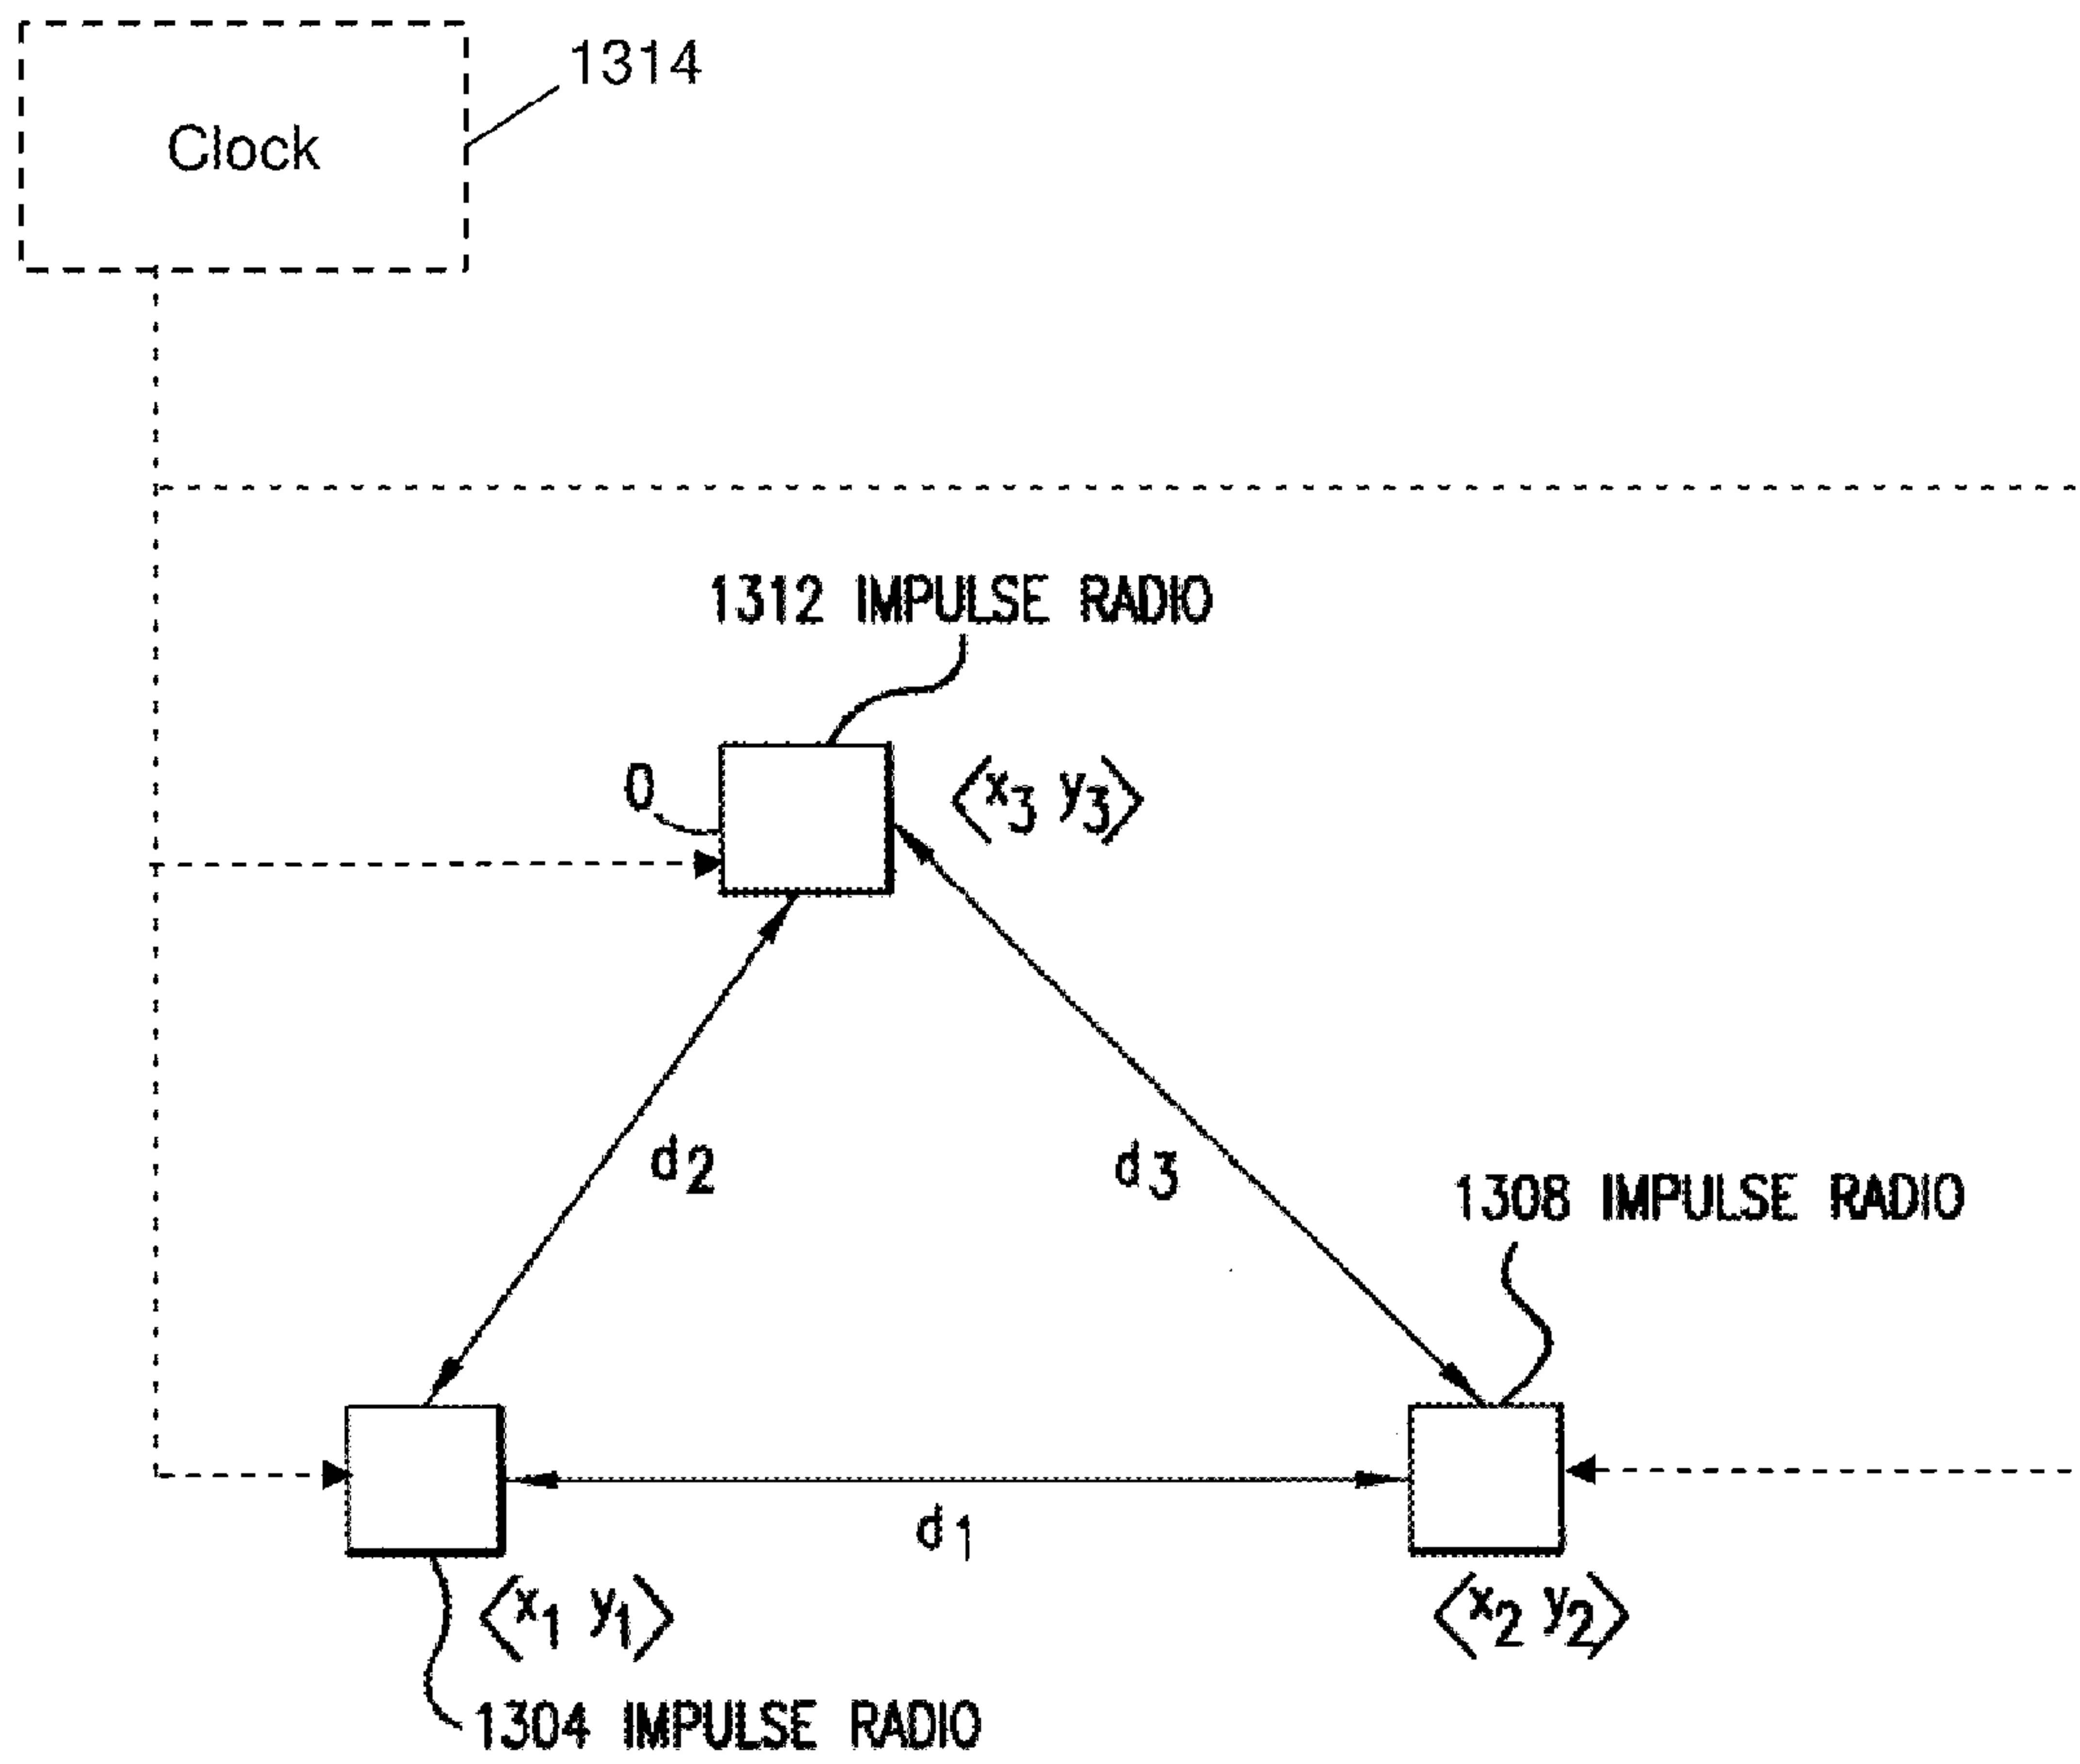 1314
Clock
1312 IMPULSE RADIO
0
⟨x3 y3⟩
d2
d3
1308 IMPULSE RADIO
d1
⟨x1 y1⟩
⟨x2 y2⟩
1304 IMPULSE RADIO